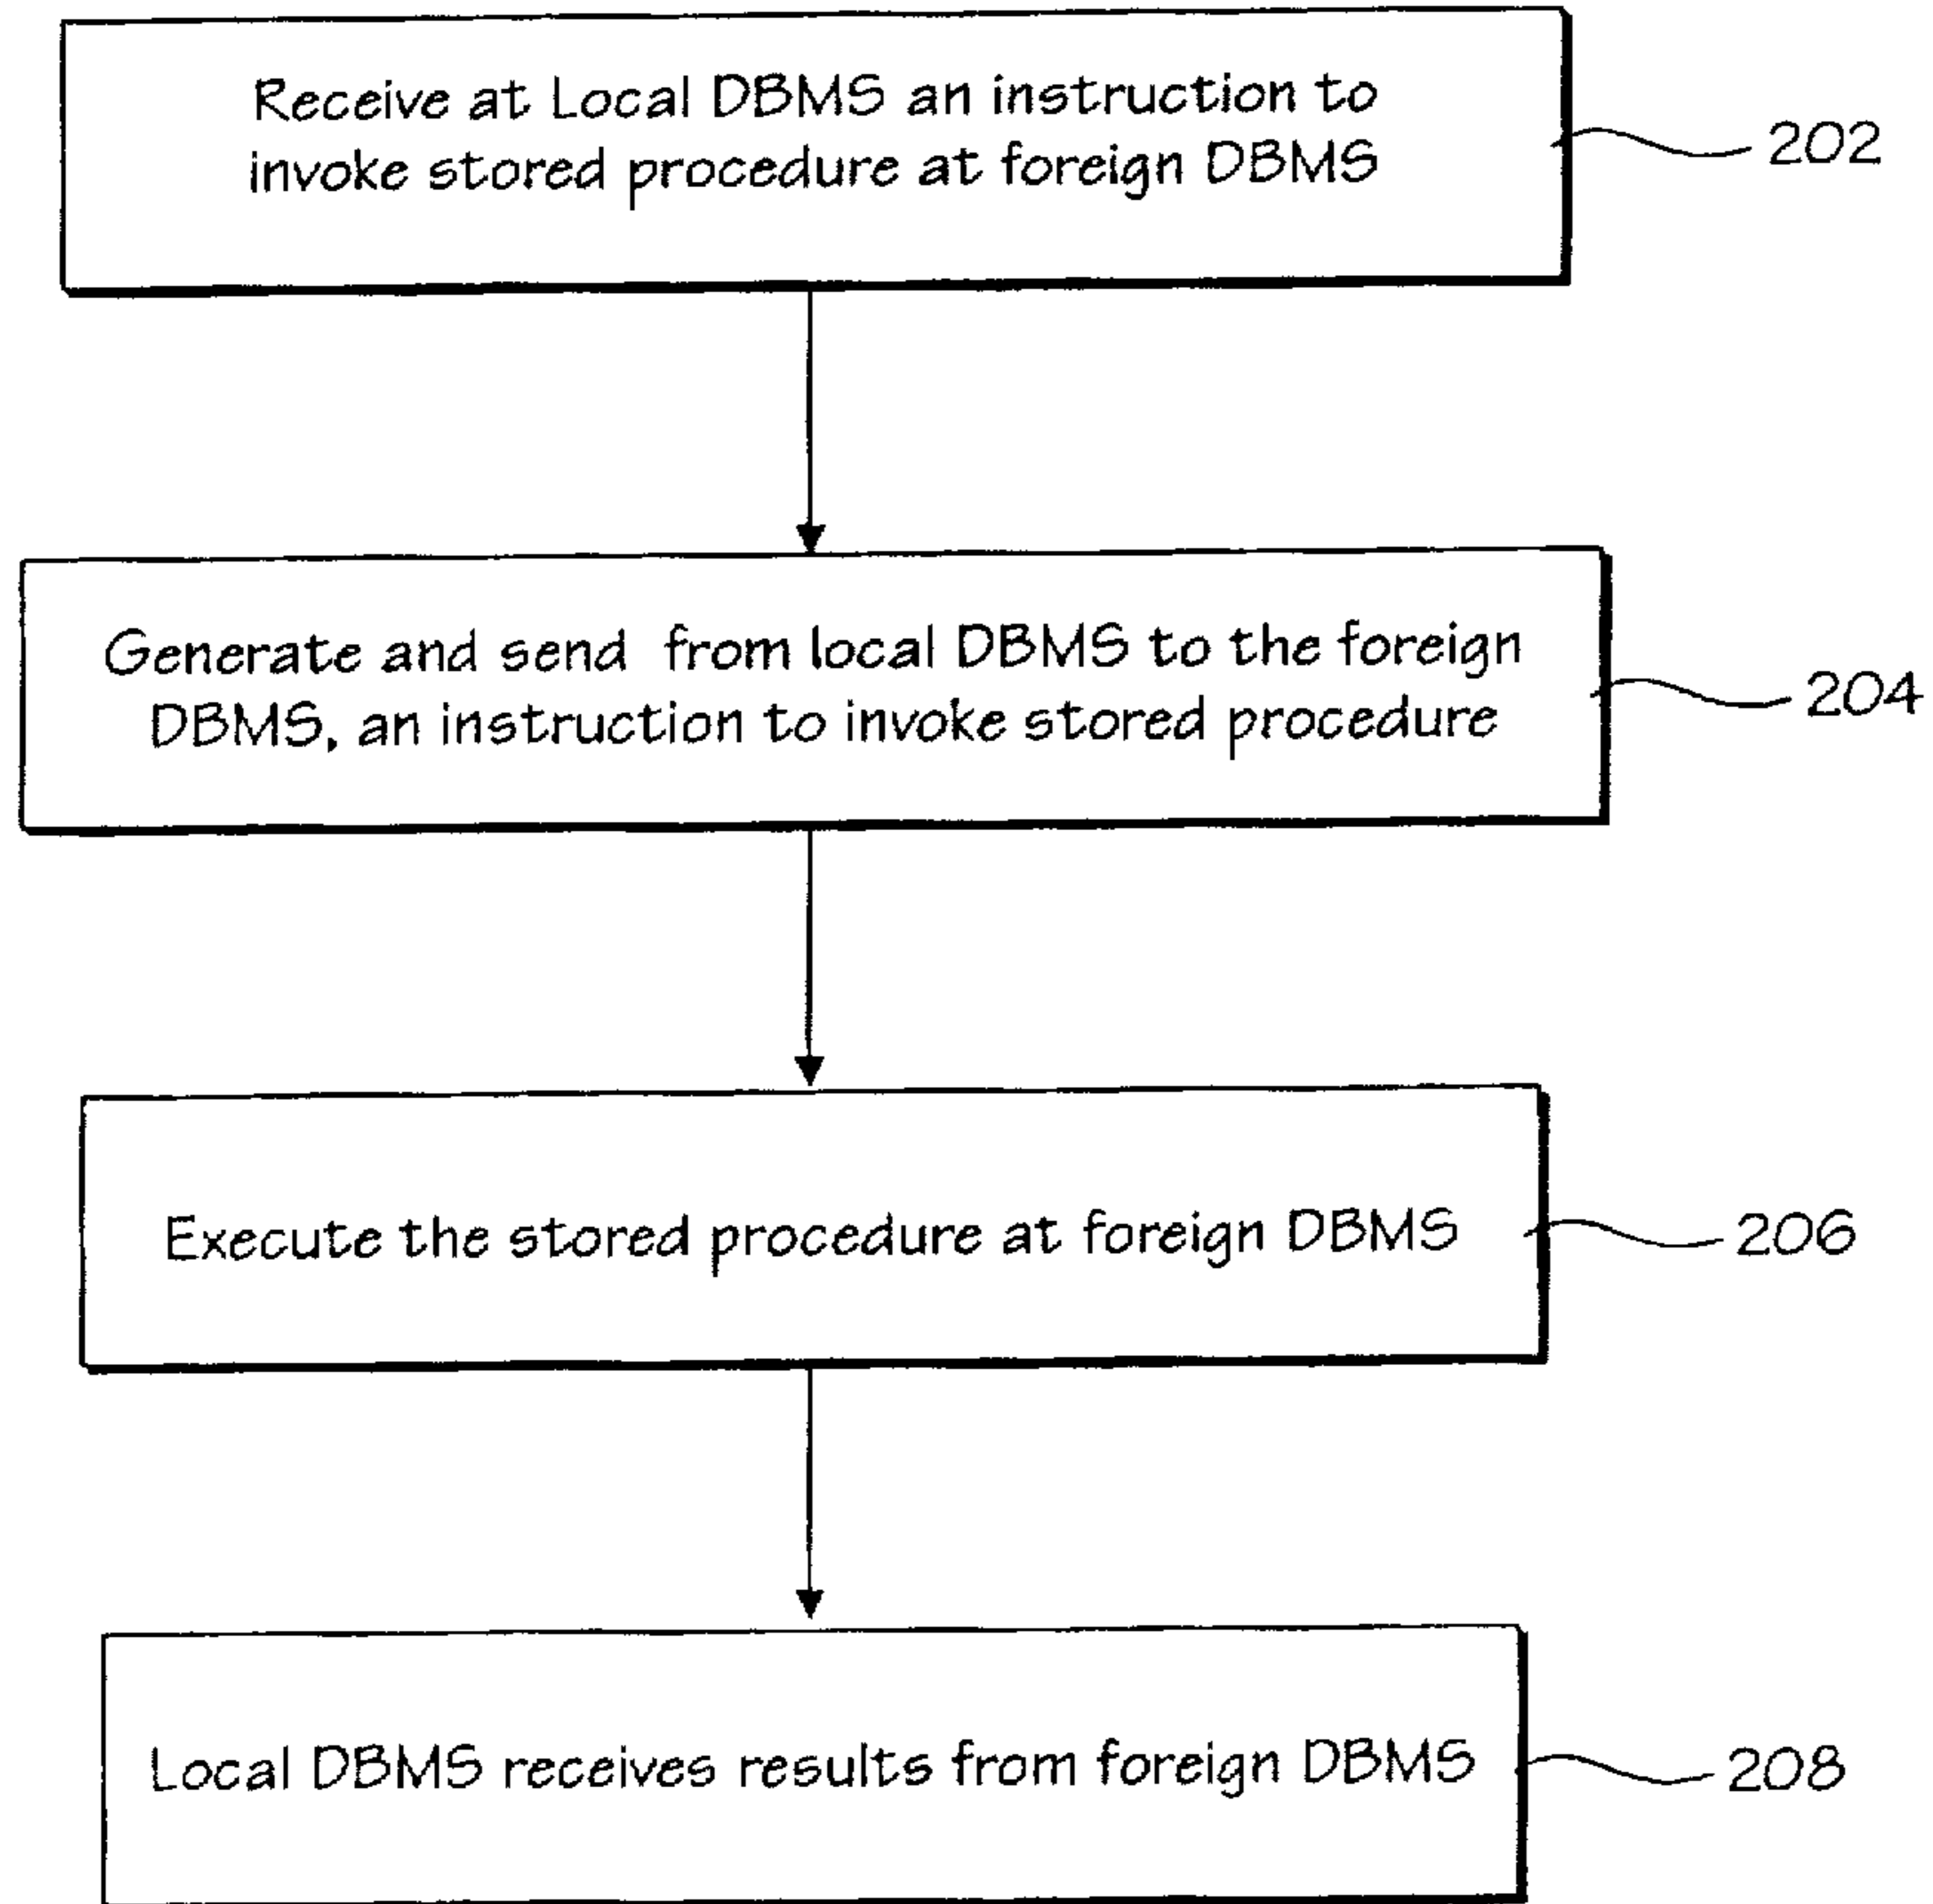 Receive at Local DBMS an instruction to
invoke stored procedure at foreign DBMS
202
Generate and send from local DBMS to the foreign
DBMS, an instruction to invoke stored procedure
204
Execute the stored procedure at foreign DBMS
206
Local DBMS receives results from foreign DBMS
208